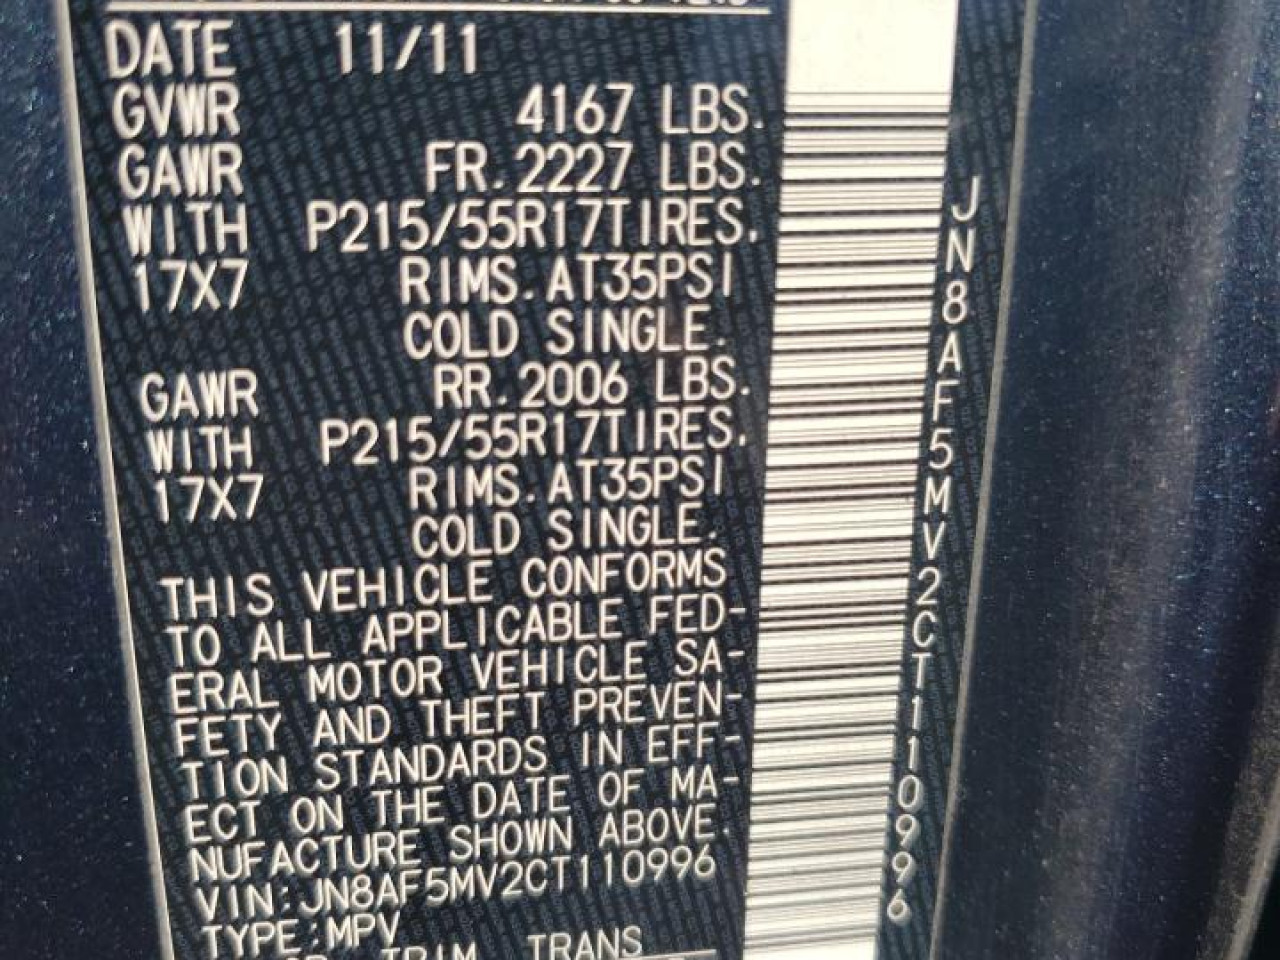 DATE 11/11
GVWR 4167 LBS.
GAWR FR.2227 LBS.
WITH P215/55R17TIRES.
17X7 RIMS.AT35PSI
COLD SINGLE.
GAWR RR.2006 LBS.
WITH P215/55R17TIRES.
17X7 RIMS.AT35PSI
COLD SINGLE.
THIS VEHICLE CONFORMS
TO ALL APPLICABLE FED-
ERAL MOTOR VEHICLE SA-
FETY AND THEFT PREVEN-
TION STANDARDS IN EFF-
ECT ON THE DATE OF MA-
NUFACTURE SHOWN ABOVE.
VIN:JN8AF5MV2CT110996
TYPE:MPV
TRIM TRANS
JN8AF5MV2CT110996